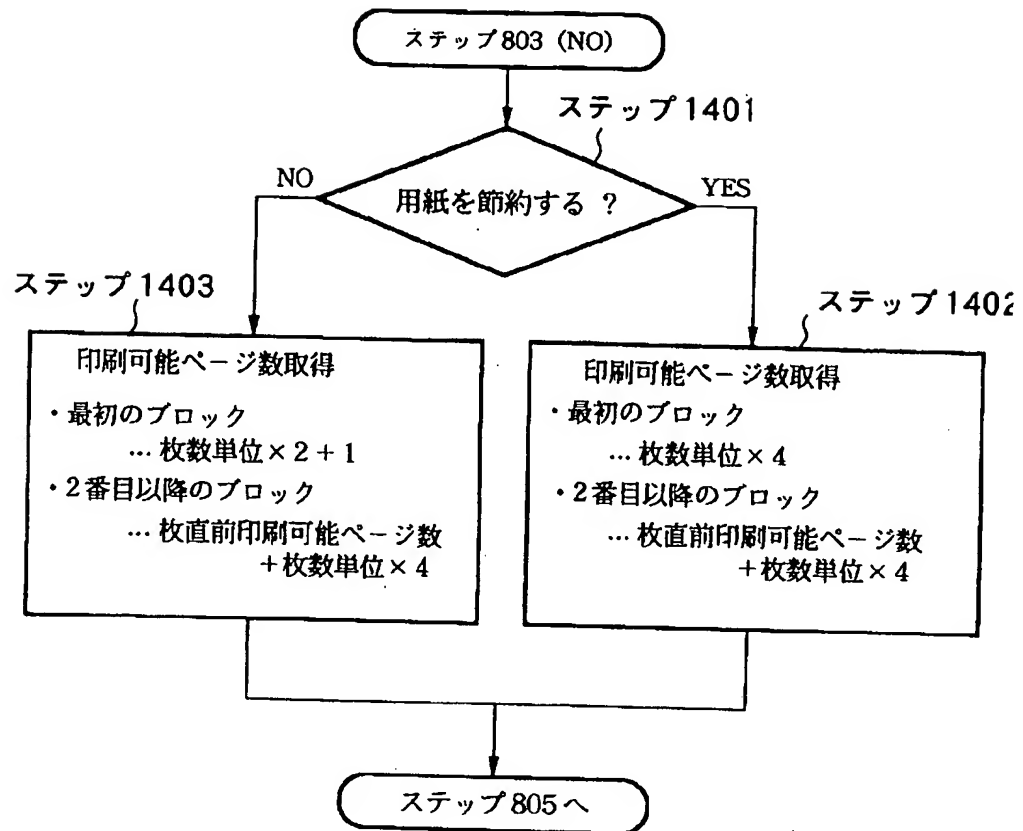 ステップ803 (NO)
ステップ1401
用紙を節約する ?
NO
YES
ステップ1403
印刷可能ページ数取得
・最初のブロック
… 枚数単位×2+1
・2番目以降のブロック
… 枚直前印刷可能ページ数
+枚数単位×4
ステップ1402
印刷可能ページ数取得
・最初のブロック
… 枚数単位×4
・2番目以降のブロック
… 枚直前印刷可能ページ数
+枚数単位×4
ステップ805へ